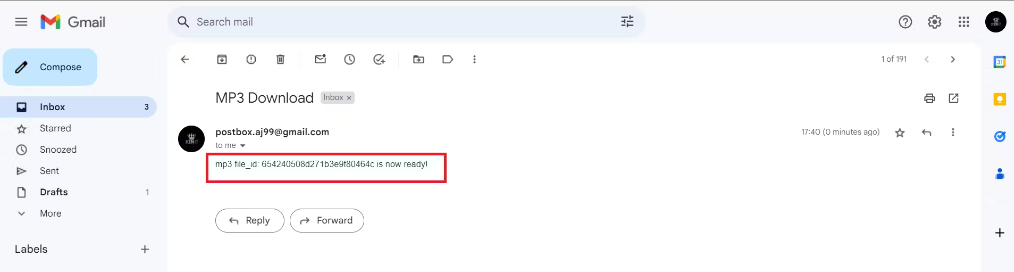 Gmail
Search mail
Compose
1 of 191
Inbox 3
MP3 Download Inbox ×
Starred
postbox.aj99@gmail.com 17:40 (0 minutes ago)
to me
Snoozed
mp3 file_id: 654240508d271b3e9f80464c is now ready!
Sent
Drafts 1
More
Reply Forward
Labels